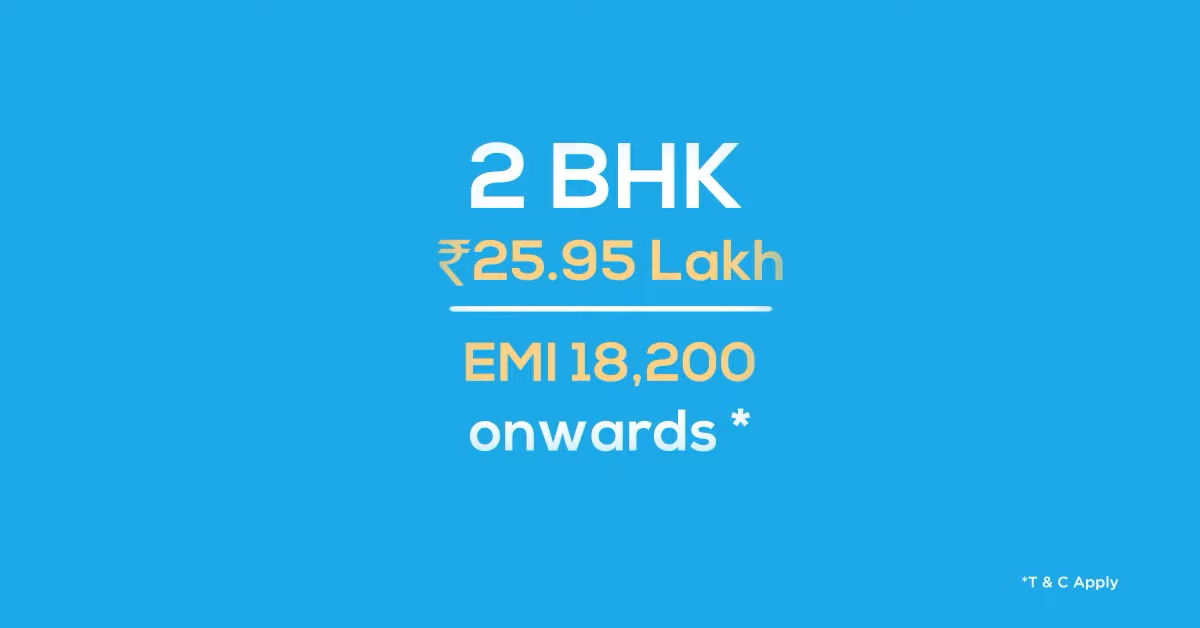 2 BHK
₹25.95 Lakh
EMI 18,200
onwards *
*T & C Apply